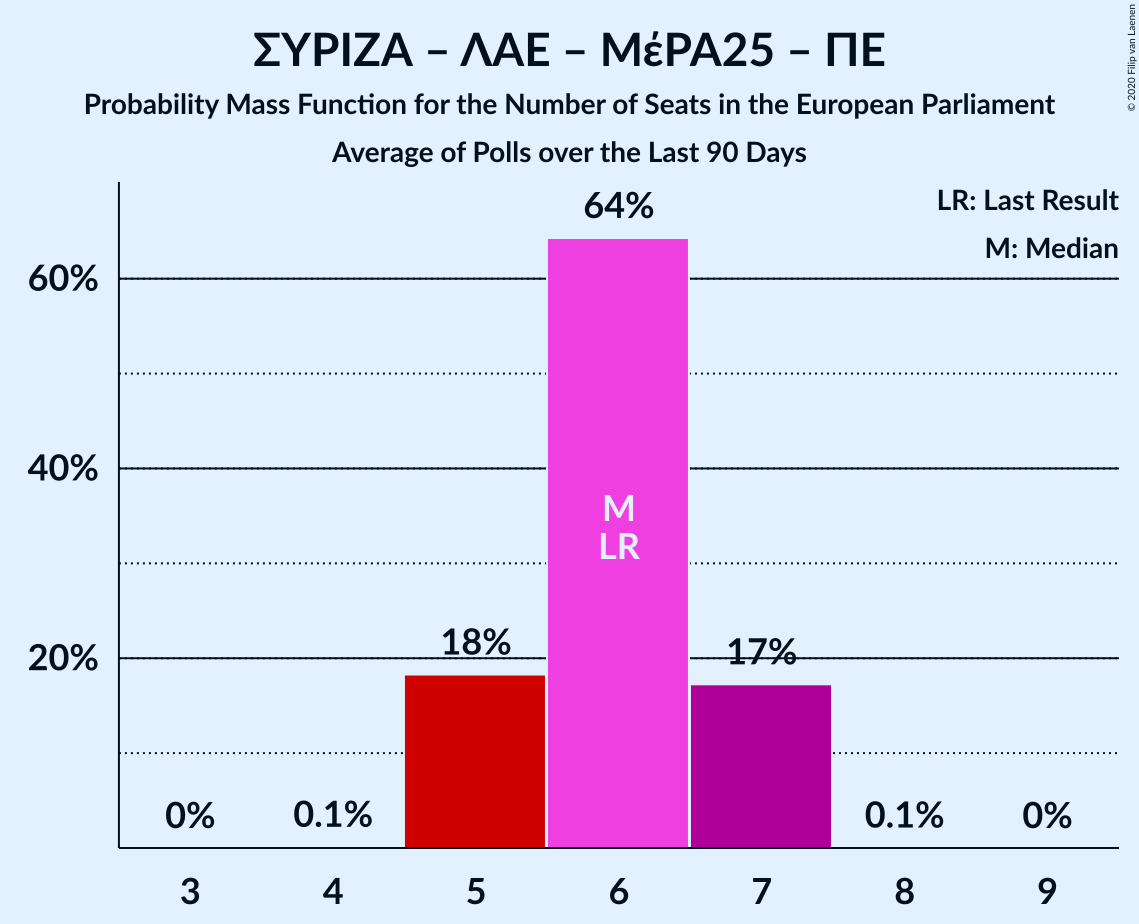 ΣΥΡΙΖΑ – ΛΑΕ – ΜέΡΑ25 – ΠΕ
Probability Mass Function for the Number of Seats in the European Parliament
Average of Polls over the Last 90 Days
© 2020 Filip van Laenen
LR: Last Result
M: Median
64%
60%
40%
M
LR
18%
17%
20%
0%
0.1%
0.1%
0%
3
4
5
6
7
8
9